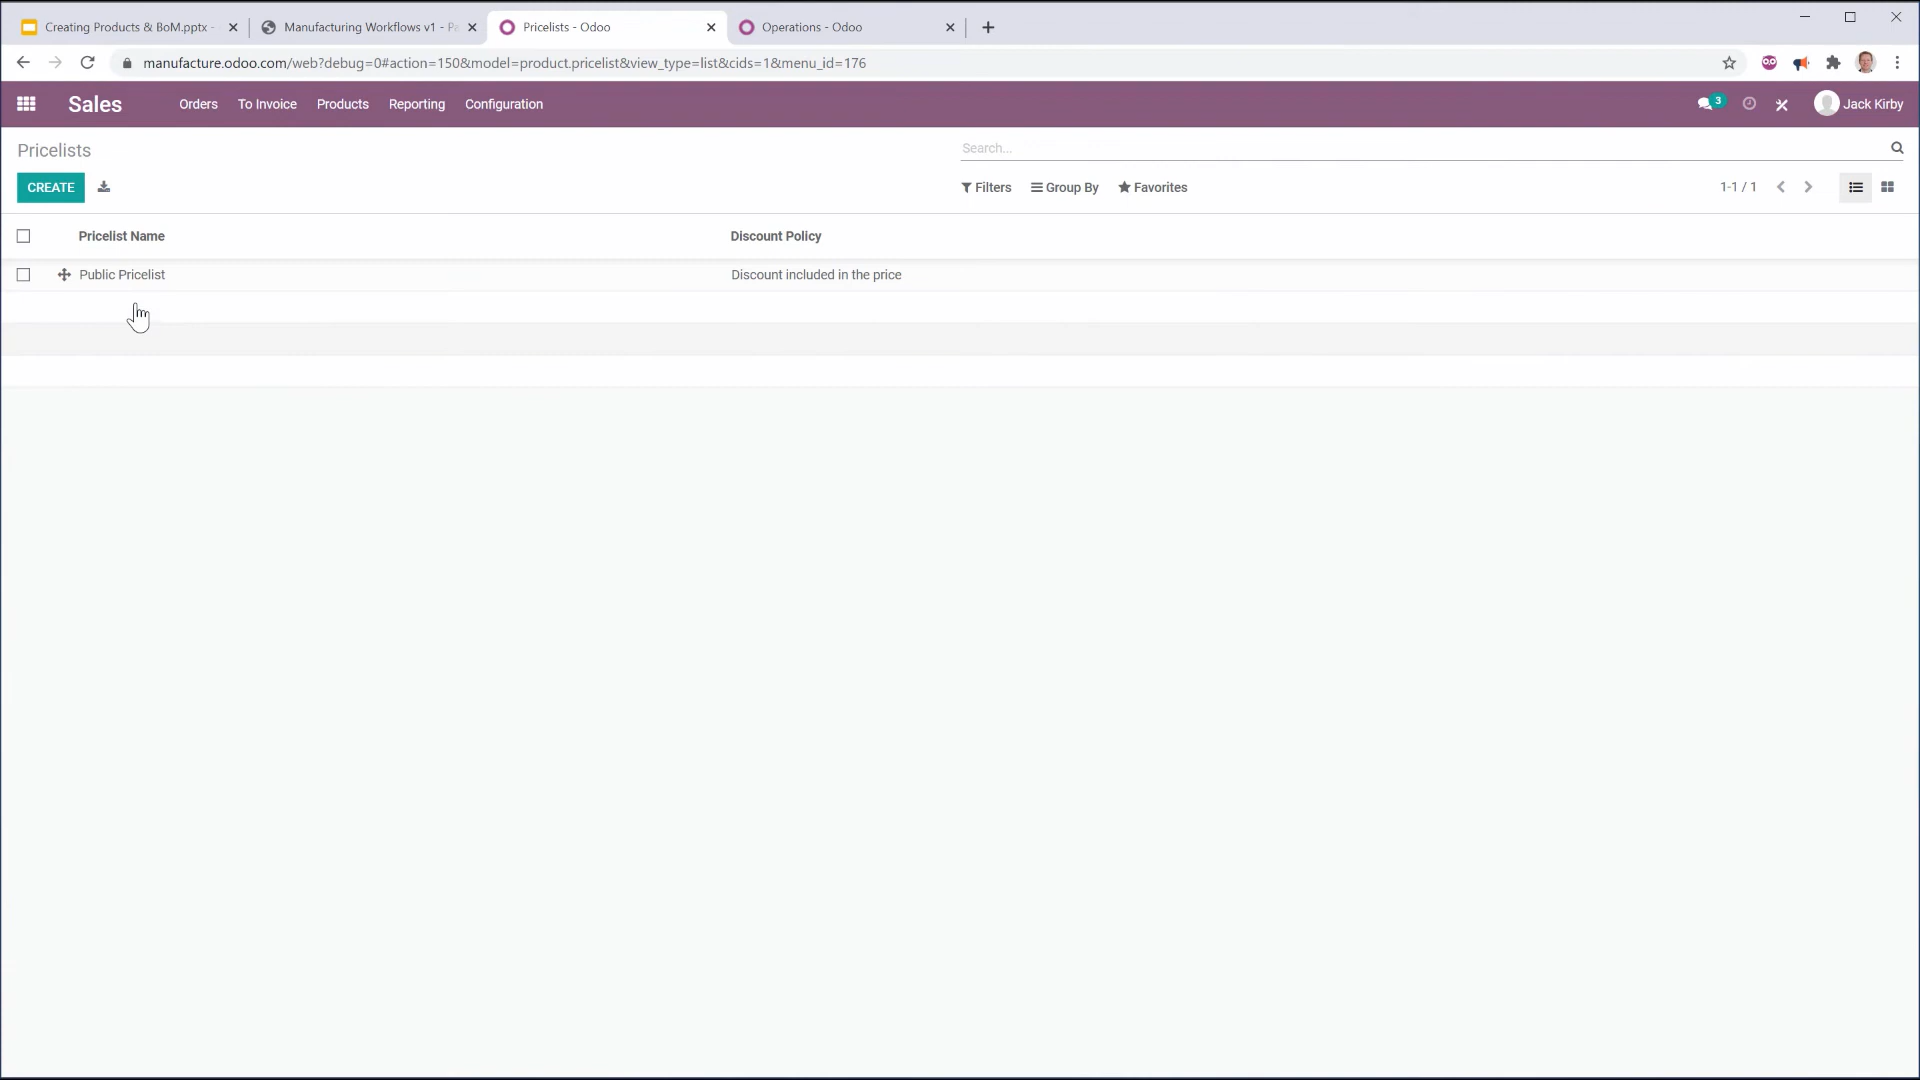 Creating Products & BoM.pptx -
Manufacturing Workflows v1 - Pa
Pricelists - Odoo
Operations - Odoo
manufacture.odoo.com/web?debug=0#action=150&model=product.pricelist&view_type=list&cids=1&menu_id=176
Sales
Orders
To Invoice
Products
Reporting
Configuration
3
Jack Kirby
Pricelists
Search...
CREATE
Filters
Group By
Favorites
1-1 / 1
Pricelist Name
Discount Policy
Public Pricelist
Discount included in the price